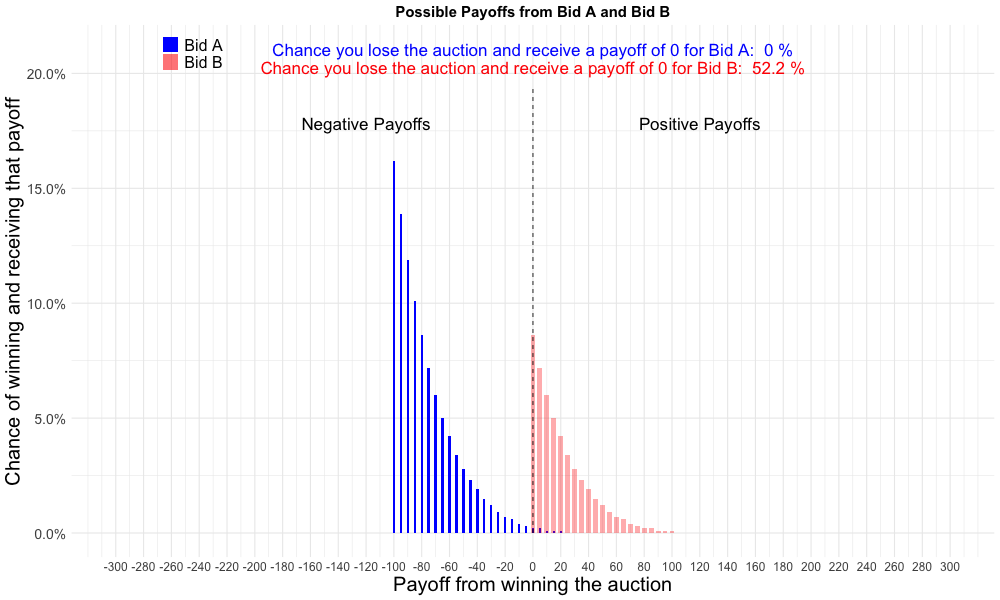 Possible Payoffs from Bid A and Bid B
Bid A
Bid B
Chance you lose the auction and receive a payoff of 0 for Bid A:  0 %
Chance you lose the auction and receive a payoff of 0 for Bid B:  52.2 %
Negative Payoffs
Positive Payoffs
Chance of winning and receiving that payoff
20.0%
15.0%
10.0%
5.0%
0.0%
-300 -280 -260 -240 -220 -200 -180 -160 -140 -120 -100 -80 -60 -40 -20 0 20 40 60 80 100 120 140 160 180 200 220 240 260 280 300
Payoff from winning the auction